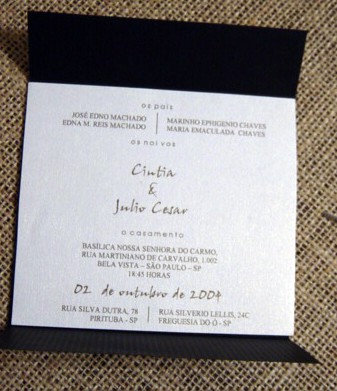 os pais
JOSÉ EDNO MACHADO
EDNA M. REIS MACHADO
MARINHO EPHIGENIO CHAVES
MARIA EMACULADA CHAVES
os noivos
Cintia
&
Julio Cesar
o casamento
BASÍLICA NOSSA SENHORA DO CARMO,
RUA MARTINIANO DE CARVALHO, 1.002
BELA VISTA – SÃO PAULO – SP
18:45 HORAS
02 de outubro de 2004
RUA SILVA DUTRA, 78
PIRITUBA - SP
RUA SILVERIO LELLIS, 24C
FREGUESIA DO Ó - SP